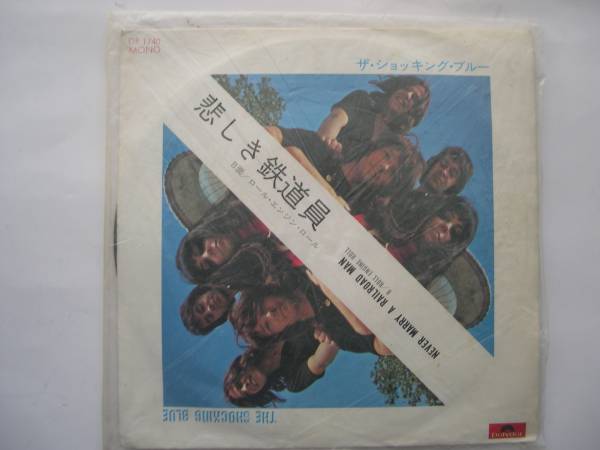 DP 1740
MONO
ザ・ショッキング・ブルー
悲しき鉄道員
B面／ロール・エンジン・ロール
NEVER MARRY A RAILROAD MAN
B·ROLL ENGINE ROLL
THE SHOCKING BLUE
Polydor